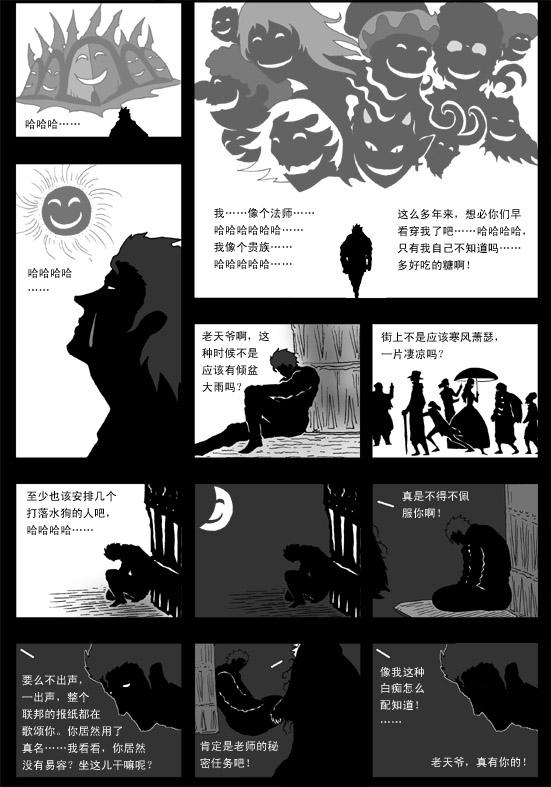 哈哈哈……
我……像个法师……
哈哈哈哈哈哈……
我像个贵族……
哈哈哈哈哈……
这么多年来，想必你们早
看穿我了吧……哈哈哈哈，
只有我自己不知道吗……
多好吃的糖啊！
哈哈哈哈
……
老天爷啊，这
种时候不是
应该有倾盆
大雨吗？
街上不是应该寒风萧瑟，
一片凄凉吗？
至少也该安排几个
打落水狗的人吧，
哈哈哈哈……
真是不得不佩
服你啊！
要么不出声，
一出声，整个
联邦的报纸都在
歌颂你。你居然用了
真名……我看看，你居然
没有易容？坐这儿干嘛呢？
肯定是老师的秘
密任务吧！
像我这种
白痴怎么
配知道！
……
老天爷，真有你的！